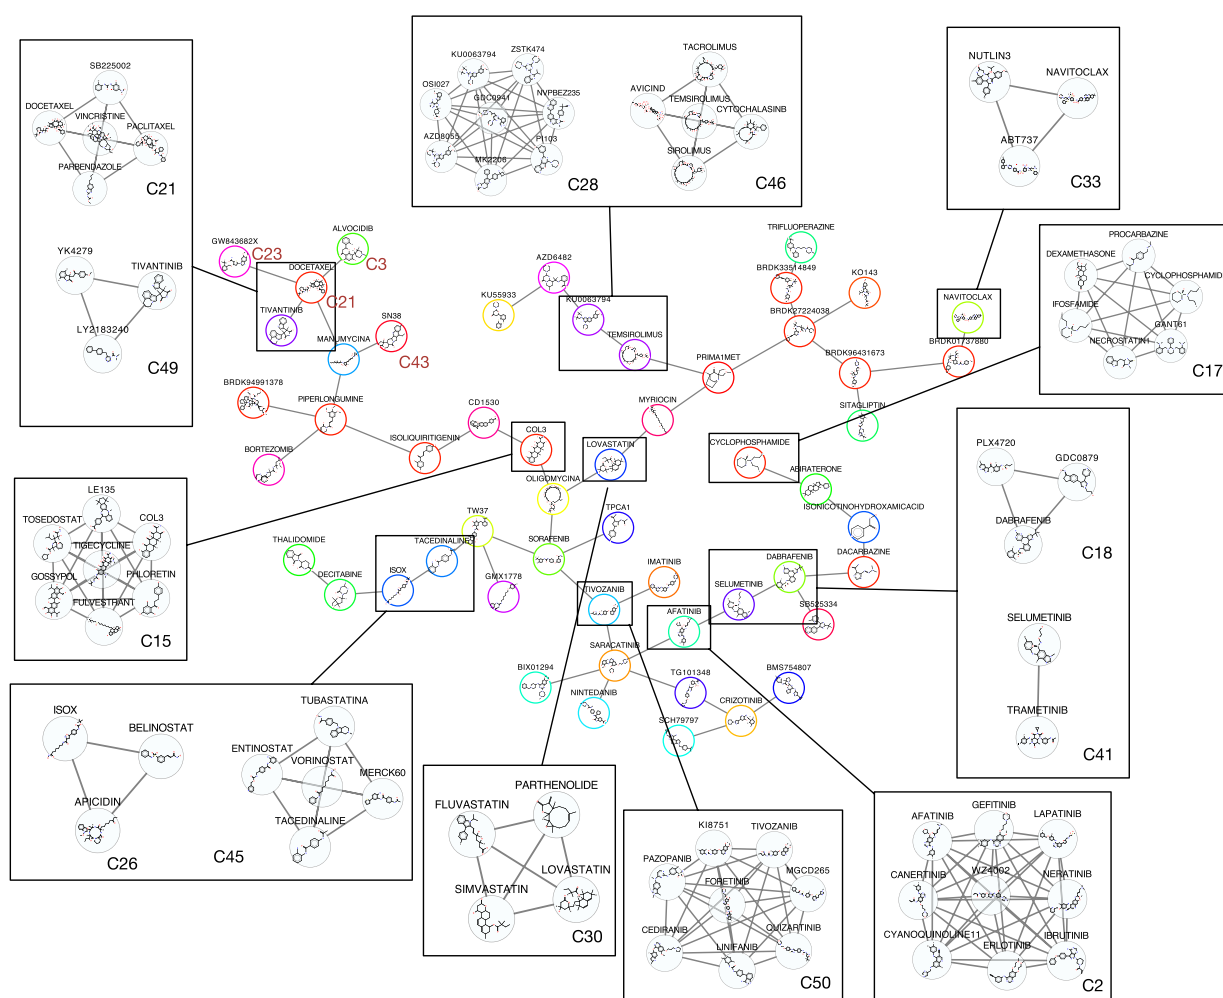 SB225002
DOCETAXEL
VINCRISTINE
PACLITAXEL
PARBENDAZOLE
C21
YK4279
TIVANTINIB
LY2183240
C49
KU0063794
ZSTK474
OSI027
GDC0941
NVPBEZ235
AZD8055
PI103
MK2206
C28
TACROLIMUS
AVICIND
TEMSIROLIMUS
CYTOCHALASINB
SIROLIMUS
C46
NUTLIN3
NAVITOCLAX
ABT737
C33
PROCARBAZINE
DEXAMETHASONE
CYCLOPHOSPHAMID
IFOSFAMIDE
GANT61
NECROSTATIN1
C17
GW843682X
C23
ALVOCIDIB
C3
DOCETAXEL
C21
TIVANTINIB
MANUMYCINA
SN38
C43
BRDK94991378
PIPERLONGUMINE
BORTEZOMIB
ISOLIQUIRITIGENIN
CD1530
COL3
AZD6482
KU55933
KU0063794
TEMSIROLIMUS
PRIMA1MET
MYRIOCIN
LOVASTATIN
OLIGOMYCINA
TRIFLUOPERAZINE
BRDK33514849
KO143
BRDK27224038
BRDK96431673
NAVITOCLAX
BRDK01737880
SITAGLIPTIN
CYCLOPHOSPHAMIDE
ABIRATERONE
ISONICOTINOHYDROXAMICACID
DACARBAZINE
DABRAFENIB
SELUMETINIB
SB525334
AFATINIB
TPCA1
SORAFENIB
TW37
TACEDINALINE
ISOX
GMX1778
THALIDOMIDE
DECITABINE
TIVOZANIB
IMATINIB
SARACATINIB
BIX01294
NINTEDANIB
TG101348
BMS754807
CRIZOTINIB
SCH79797
LE135
TOSEDOSTAT
COL3
TIGECYCLINE
GOSSYPOL
PHLORETIN
FULVESTRANT
C15
PLX4720
GDC0879
DABRAFENIB
C18
SELUMETINIB
TRAMETINIB
C41
ISOX
BELINOSTAT
APICIDIN
C26
TUBASTATINA
ENTINOSTAT
VORINOSTAT
MERCK60
TACEDINALINE
C45
PARTHENOLIDE
FLUVASTATIN
LOVASTATIN
SIMVASTATIN
C30
KI8751
TIVOZANIB
PAZOPANIB
MGCD265
FORETINIB
CEDIRANIB
QUIZARTINIB
LINIFANIB
C50
GEFITINIB
AFATINIB
LAPATINIB
CANERTINIB
WZ4002
NERATINIB
CYANOQUINOLINE11
IBRUTINIB
ERLOTINIB
C2